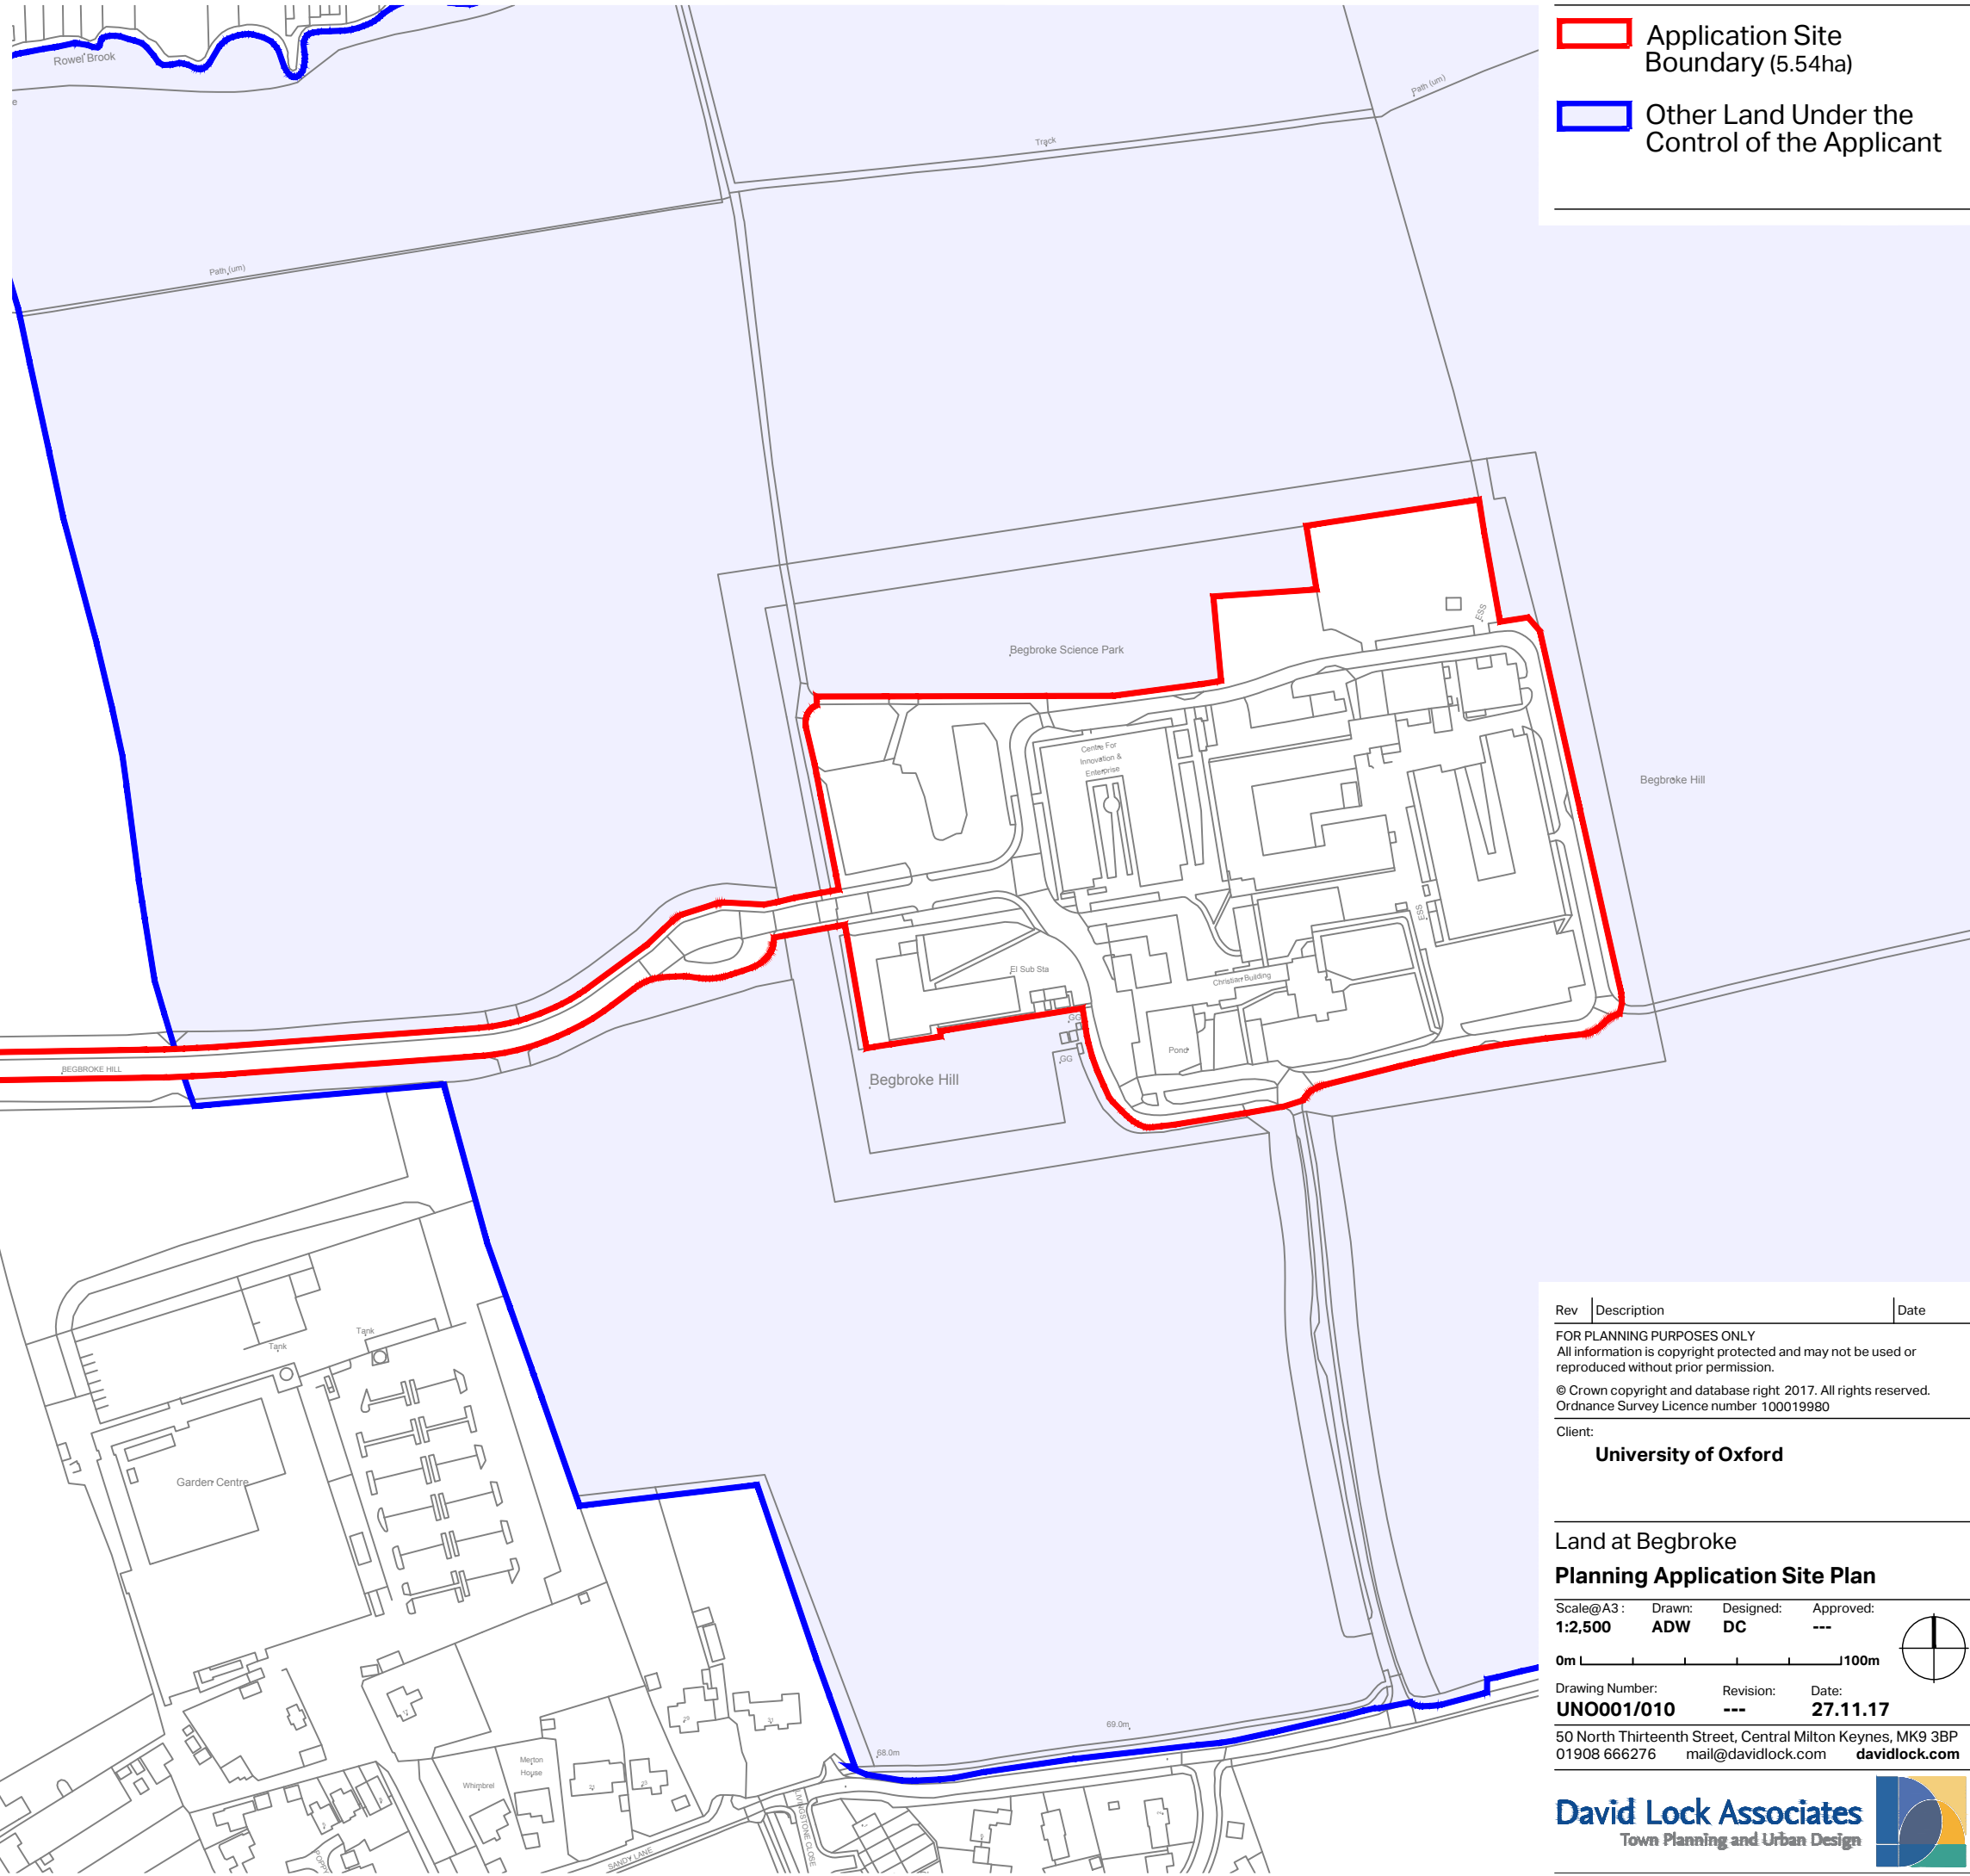 Application Site
Boundary (5.54ha)
Other Land Under the
Control of the Applicant
Rowel Brook
e
Path (um)
Track
Path (um)
Begbroke Science Park
ESS
Centre For
Innovation &
Enterprise
Begbroke Hill
ESS
El Sub Sta
Christian Building
GG
GG
Pond
BEGBROKE HILL
Begbroke Hill
Tank
Tank
Garden Centre
Merton
House
Whimbrel
68.0m
69.0m
LIVINGSTONE CLOSE
SANDY LANE
POPP
Rev Description Date
FOR PLANNING PURPOSES ONLY
All information is copyright protected and may not be used or
reproduced without prior permission.
© Crown copyright and database right 2017. All rights reserved.
Ordnance Survey Licence number 100019980
Client:
University of Oxford
Land at Begbroke
Planning Application Site Plan
Scale@A3 : Drawn: Designed: Approved:
1:2,500 ADW DC ---
0m 100m
Drawing Number: Revision: Date:
UNO001/010 --- 27.11.17
50 North Thirteenth Street, Central Milton Keynes, MK9 3BP
01908 666276 mail@davidlock.com davidlock.com
David Lock Associates
Town Planning and Urban Design